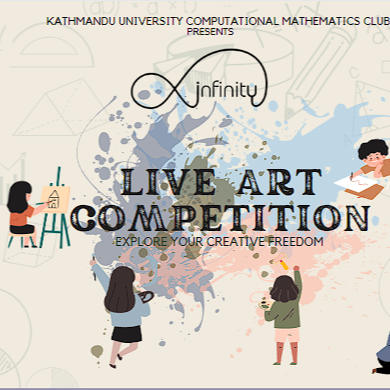 KATHMANDU UNIVERSITY COMPUTATIONAL MATHEMATICS CLUB
PRESENTS
infinity
LIVE ART
COMPETITION
EXPLORE YOUR CREATIVE FREEDOM